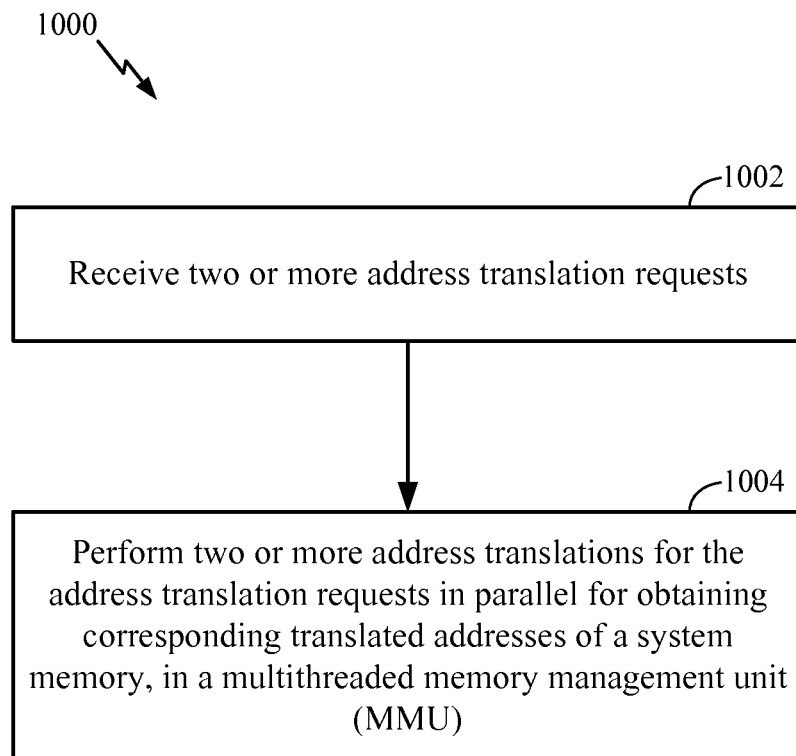 1000
1002
Receive two or more address translation requests
1004
Perform two or more address translations for the
address translation requests in parallel for obtaining
corresponding translated addresses of a system
memory, in a multithreaded memory management unit
(MMU)